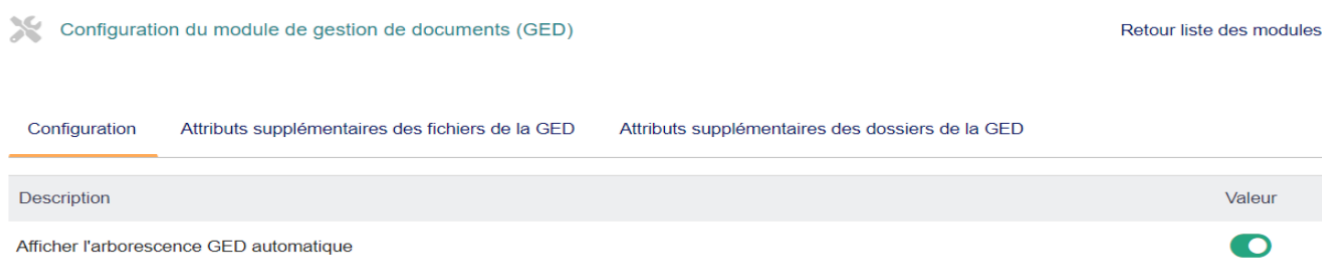 Configuration du module de gestion de documents (GED)
Retour liste des modules
Configuration
Attributs supplémentaires des fichiers de la GED
Attributs supplémentaires des dossiers de la GED
Description
Valeur
Afficher l'arborescence GED automatique